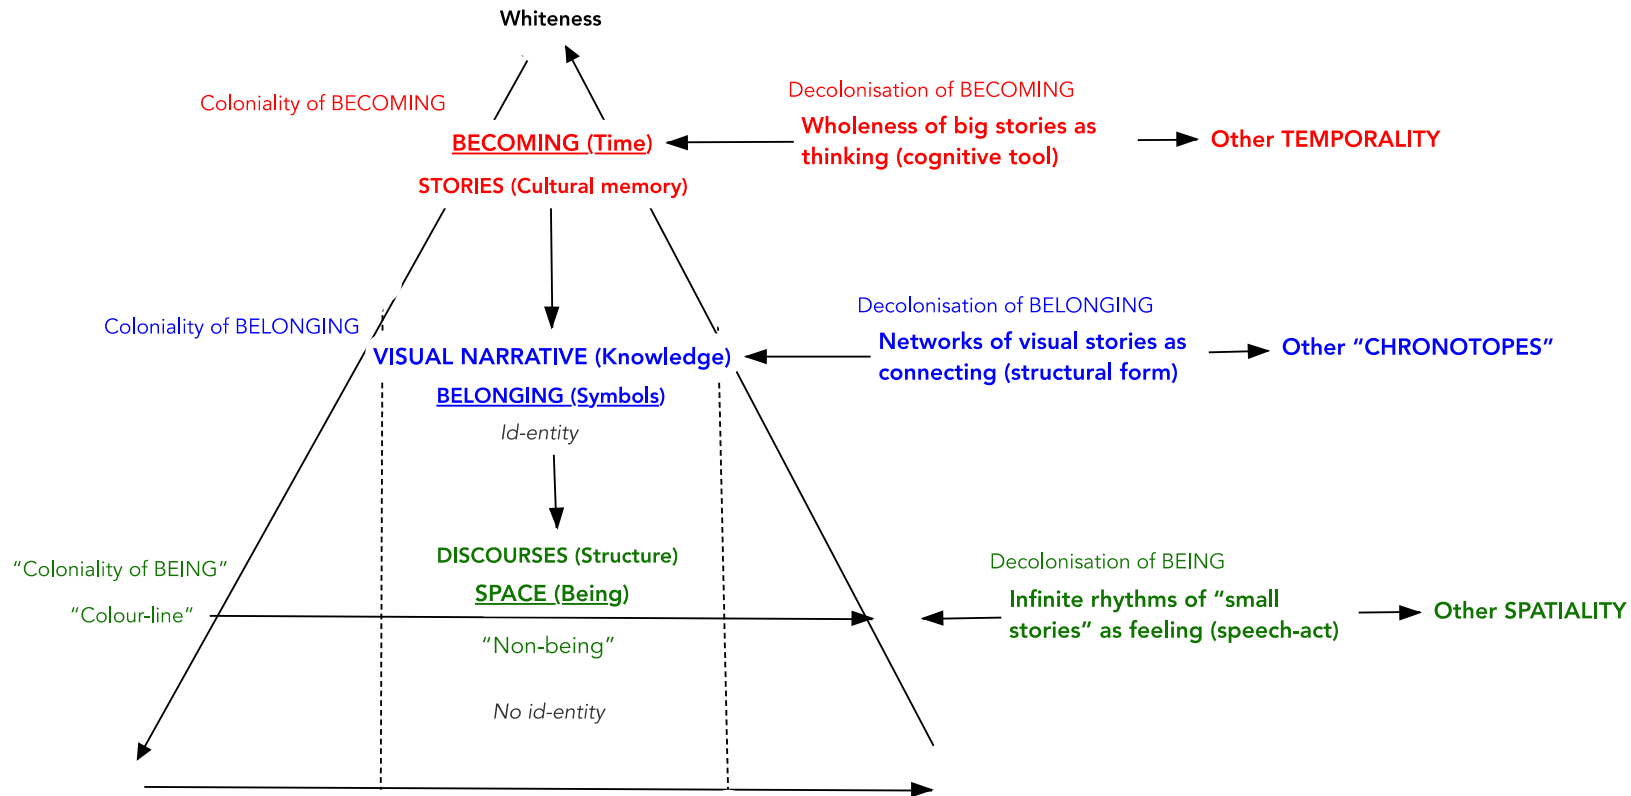 Whiteness
Coloniality of BECOMING
Decolonisation of BECOMING
BECOMING (Time)
Wholeness of big stories as
thinking (cognitive tool)
Other TEMPORALITY
STORIES (Cultural memory)
Coloniality of BELONGING
Decolonisation of BELONGING
VISUAL NARRATIVE (Knowledge)
Networks of visual stories as
connecting (structural form)
Other “CHRONOTOPES”
BELONGING (Symbols)
Id-entity
DISCOURSES (Structure)
“Coloniality of BEING”
Decolonisation of BEING
SPACE (Being)
“Colour-line”
Infinite rhythms of “small
stories” as feeling (speech-act)
Other SPATIALITY
“Non-being”
No id-entity